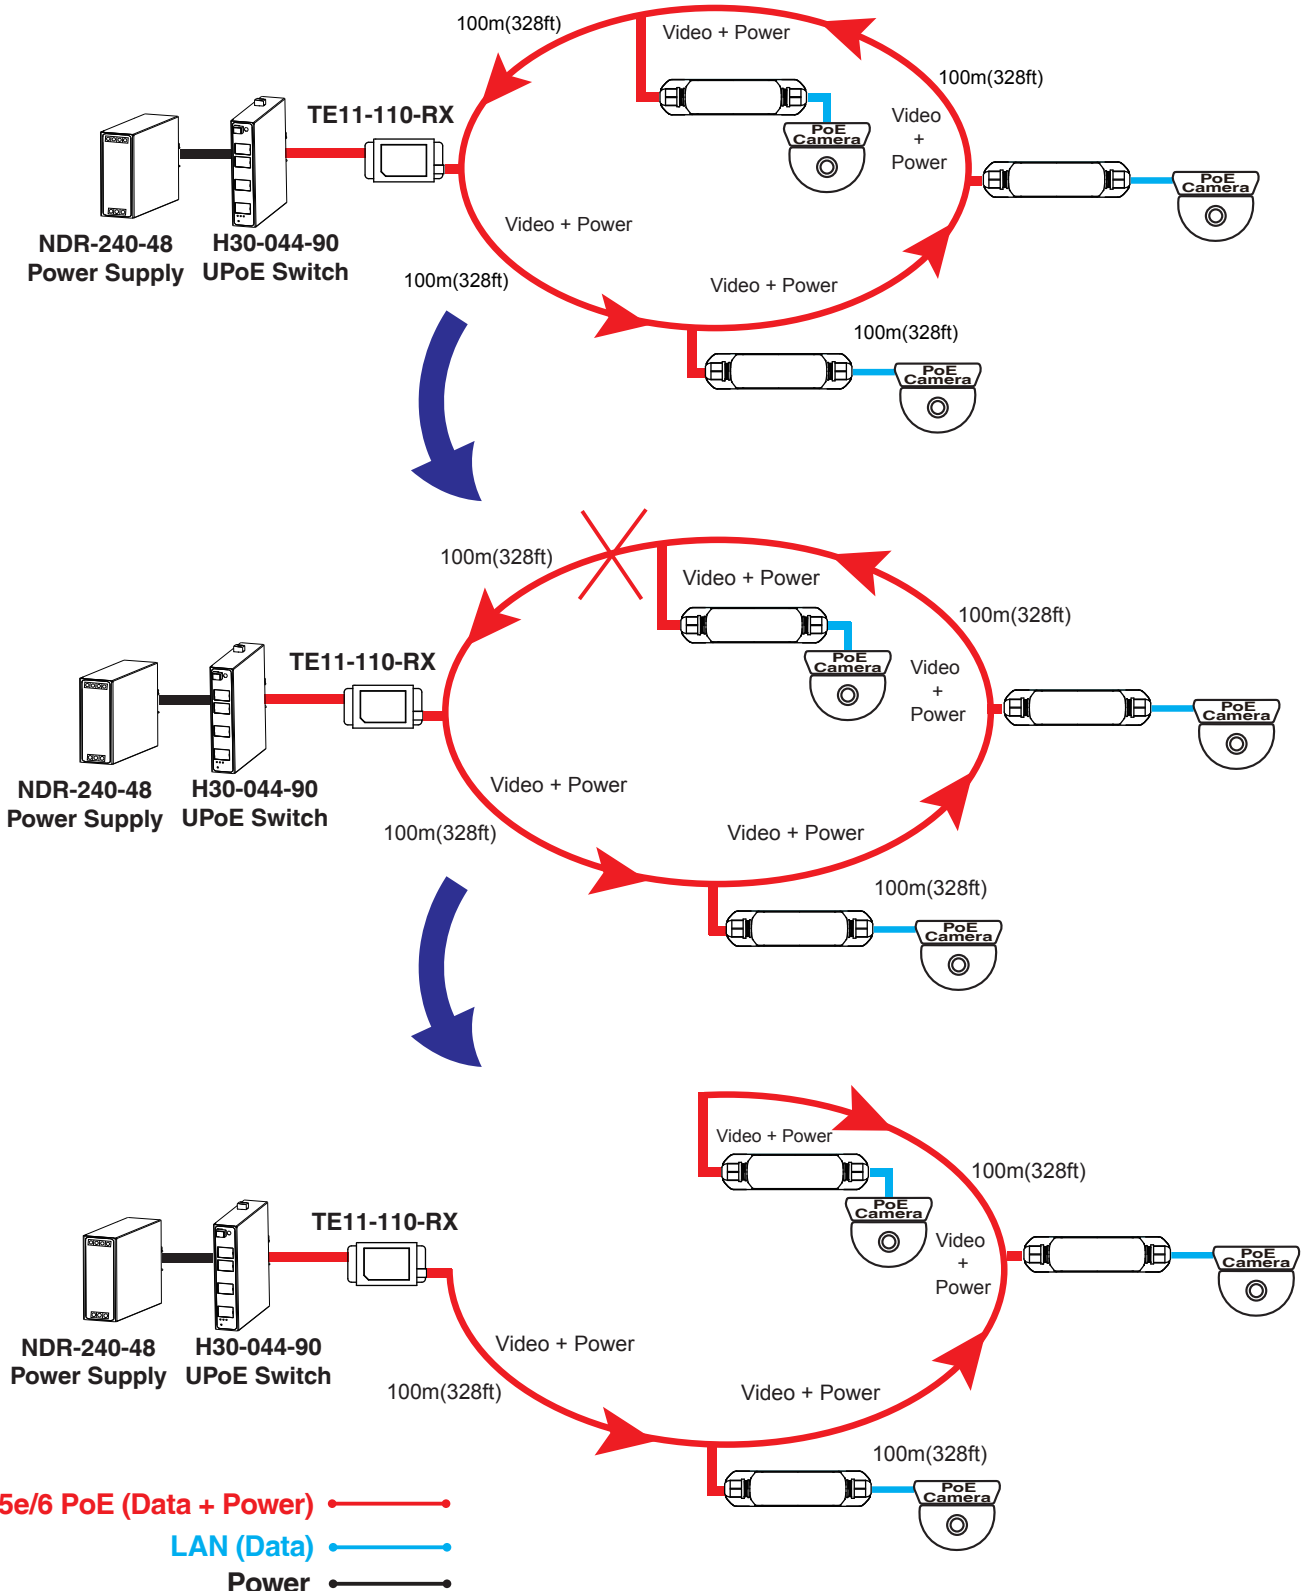 100m(328ft)
Video + Power
100m(328ft)
TE11-110-RX
PoE
Camera
Video
+
Power
PoE
Camera
NDR-240-48
Power Supply
H30-044-90
UPoE Switch
Video + Power
100m(328ft)
Video + Power
100m(328ft)
PoE
Camera
100m(328ft)
Video + Power
100m(328ft)
TE11-110-RX
PoE
Camera
Video
+
Power
PoE
Camera
NDR-240-48
Power Supply
H30-044-90
UPoE Switch
Video + Power
100m(328ft)
Video + Power
100m(328ft)
PoE
Camera
Video + Power
100m(328ft)
TE11-110-RX
PoE
Camera
Video
+
Power
PoE
Camera
NDR-240-48
Power Supply
H30-044-90
UPoE Switch
Video + Power
100m(328ft)
Video + Power
100m(328ft)
PoE
Camera
5e/6 PoE (Data + Power)
LAN (Data)
Power